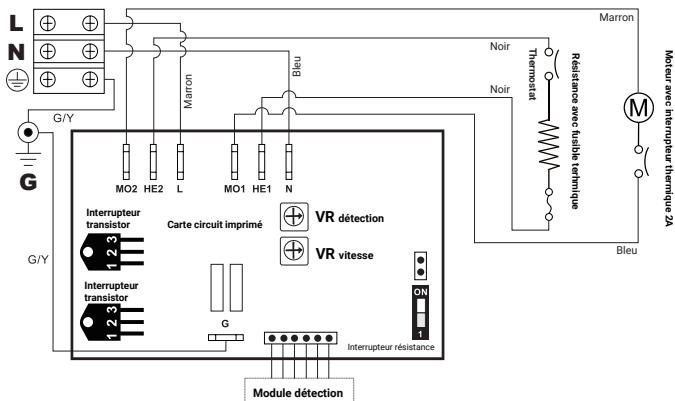 L
N
G
G/Y
G/Y
Marron
Bleu
Noir
Noir
Marron
Bleu
Thermostat
Résistance avec fusible terhmique
Moteur avec interrupteur thermique 2A
M
MO2 HE2 L MO1 HE1 N
Interrupteur
transistor
1 2 3
Carte circuit imprimé
VR détection
VR vitesse
Interrupteur
transistor
1 2 3
G
ON
1
Interrupteur résistance
Module détection